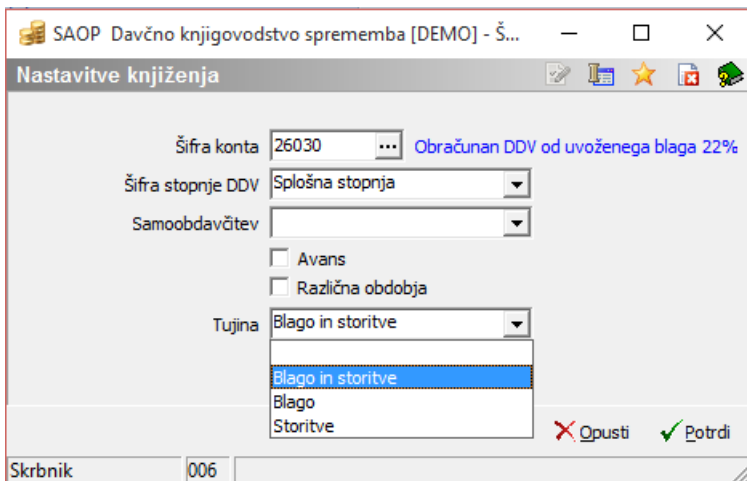 SAOP Davčno knjigovodstvo sprememba [DEMO] - Š...
Nastavitve knjiženja
Šifra konta 26030 ... Obračunan DDV od uvoženega blaga 22%
Šifra stopnje DDV Splošna stopnja
Samoobdavčitev
Avans
Različna obdobja
Tujina Blago in storitve
Blago in storitve
Blago
Storitve
Opusti Potrdi
Skrbnik 006